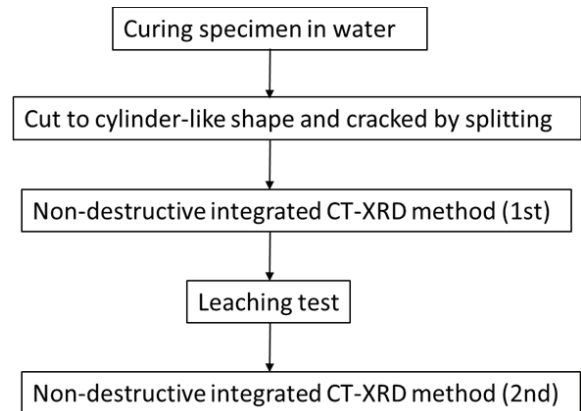 Curing specimen in water
Cut to cylinder-like shape and cracked by splitting
Non-destructive integrated CT-XRD method (1st)
Leaching test
Non-destructive integrated CT-XRD method (2nd)